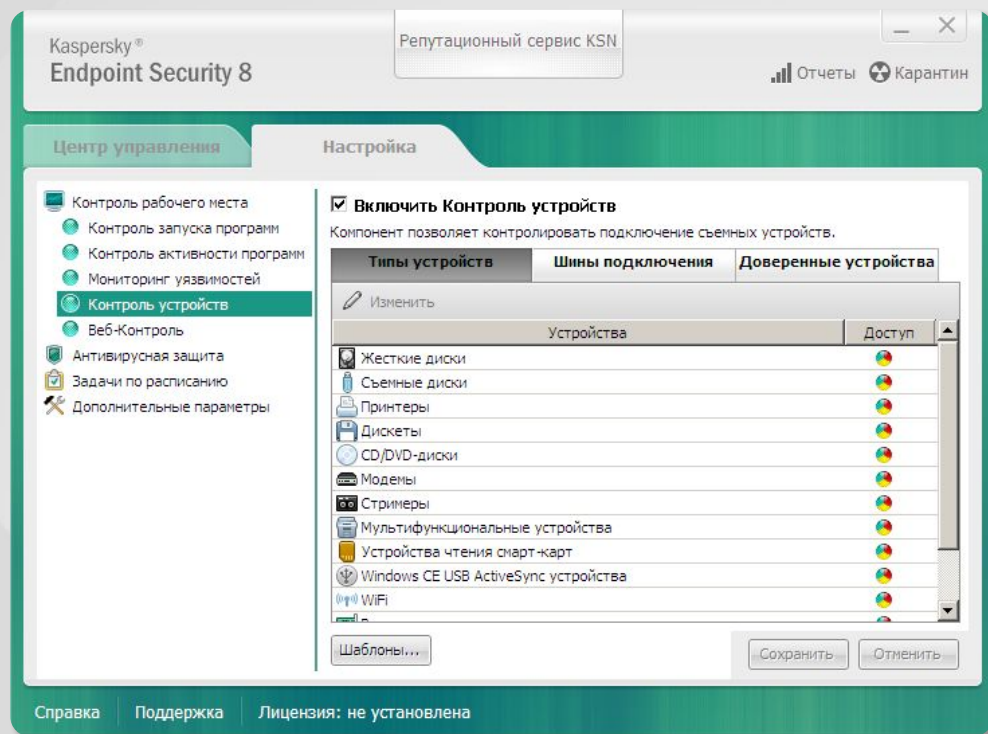 Kaspersky ®
Endpoint Security 8
Репутационный сервис KSN
Отчеты
Карантин
Центр управления
Настройка
Контроль рабочего места
Контроль запуска программ
Контроль активности программ
Мониторинг уязвимостей
Контроль устройств
Веб-Контроль
Антивирусная защита
Задачи по расписанию
Дополнительные параметры
Включить Контроль устройств
Компонент позволяет контролировать подключение съемных устройств.
Типы устройств
Шины подключения
Доверенные устройства
Изменить
Устройства
Доступ
Жесткие диски
Съемные диски
Принтеры
Дискеты
CD/DVD-диски
Модемы
Стримеры
Мультифункциональные устройства
Устройства чтения смарт-карт
Windows CE USB ActiveSync устройства
WiFi
Шаблоны...
Сохранить
Отменить
Справка
Поддержка
Лицензия: не установлена